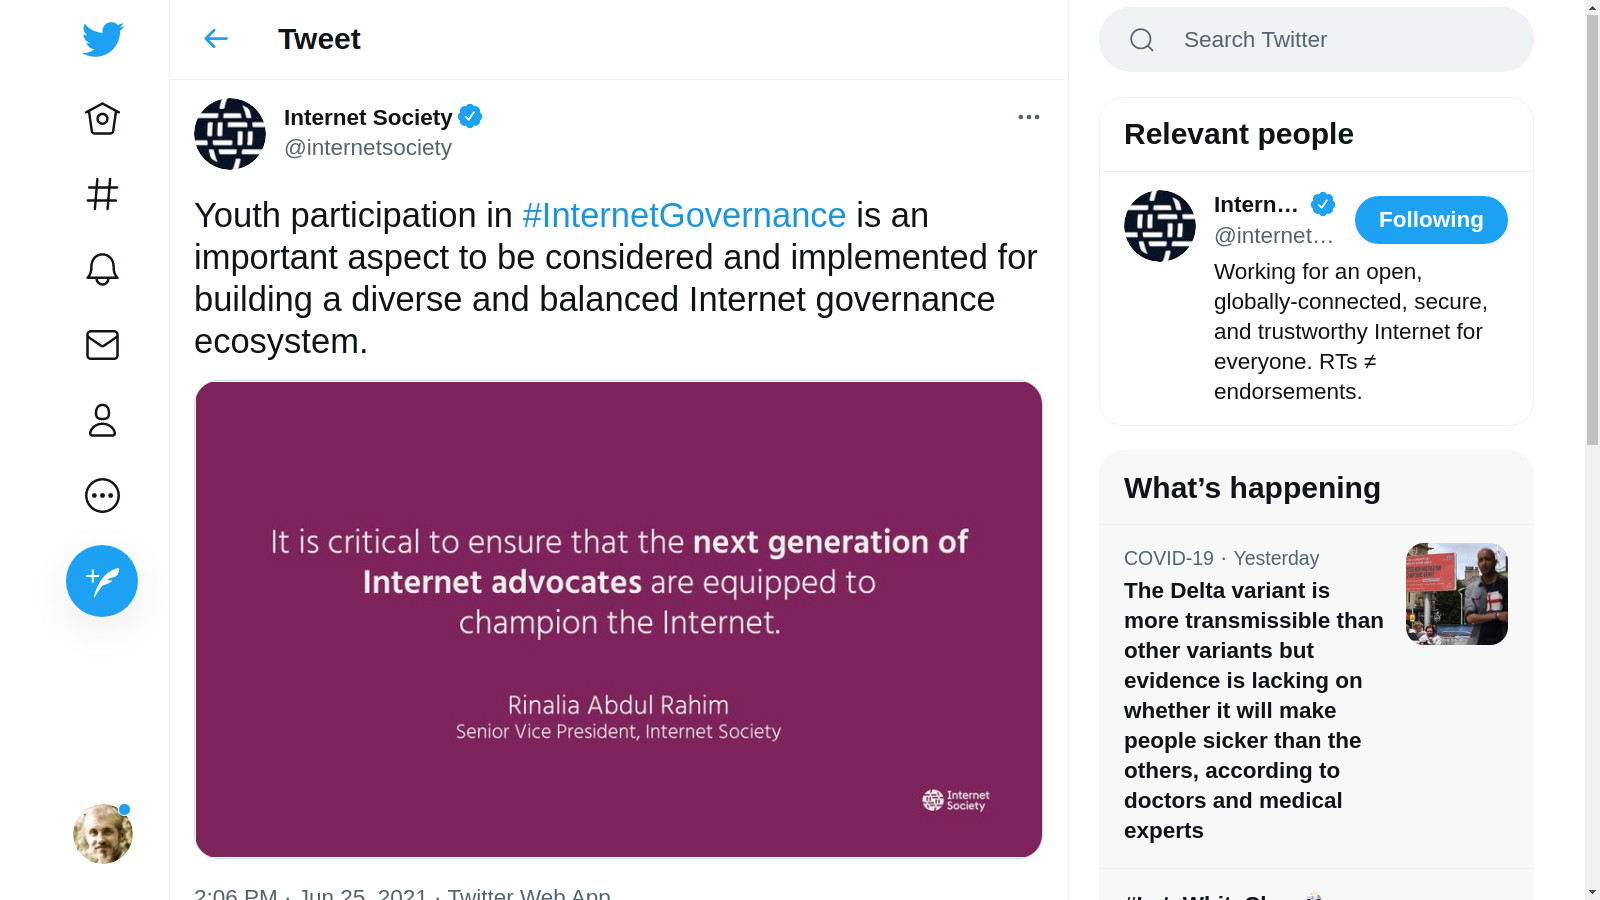 Tweet
Internet Society
@internetsociety
Youth participation in #InternetGovernance is an
important aspect to be considered and implemented for
building a diverse and balanced Internet governance
ecosystem.
It is critical to ensure that the next generation of
Internet advocates are equipped to
champion the Internet.
Rinalia Abdul Rahim
Senior Vice President, Internet Society
Internet
Society
2:06 PM · Jun 25, 2021 · Twitter Web App
Search Twitter
Relevant people
Intern...
@internet...
Following
Working for an open,
globally-connected, secure,
and trustworthy Internet for
everyone. RTs ≠
endorsements.
What’s happening
COVID-19 · Yesterday
The Delta variant is
more transmissible than
other variants but
evidence is lacking on
whether it will make
people sicker than the
others, according to
doctors and medical
experts